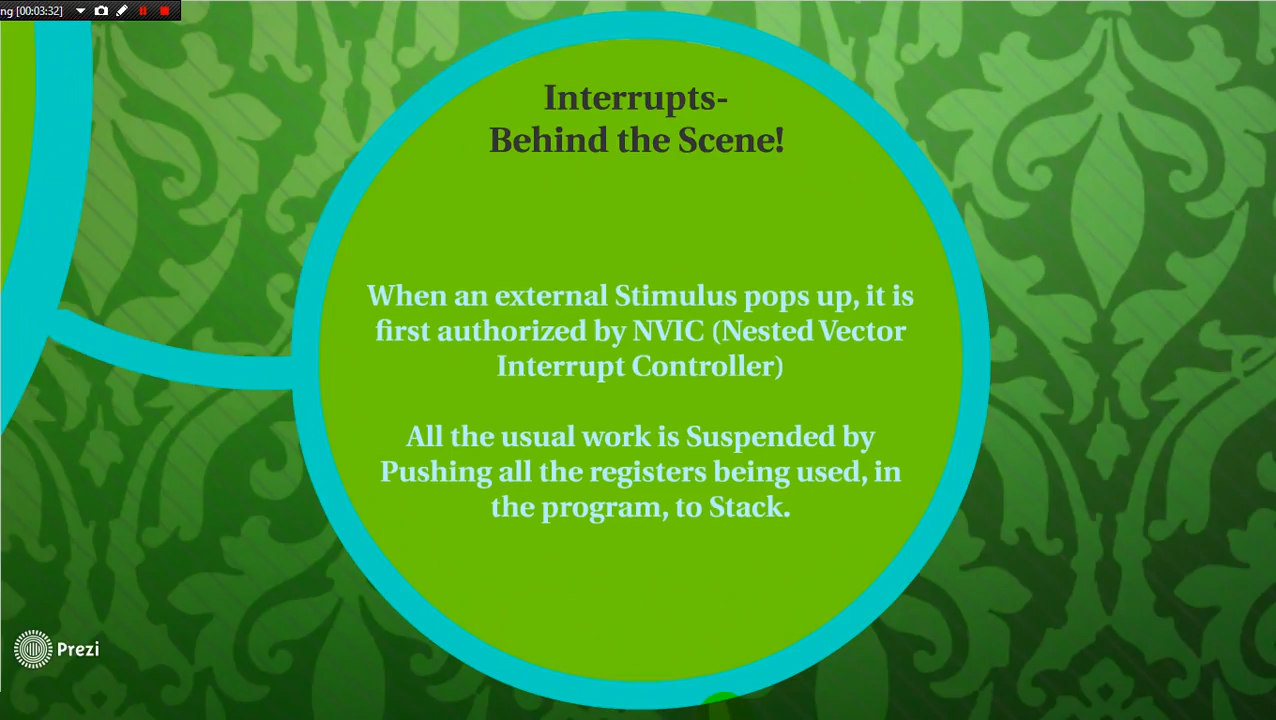 ng [00:03:32]
Interrupts-
Behind the Scene!
When an external Stimulus pops up, it is
first authorized by NVIC (Nested Vector
Interrupt Controller)
All the usual work is Suspended by
Pushing all the registers being used, in
the program, to Stack.
Prezi